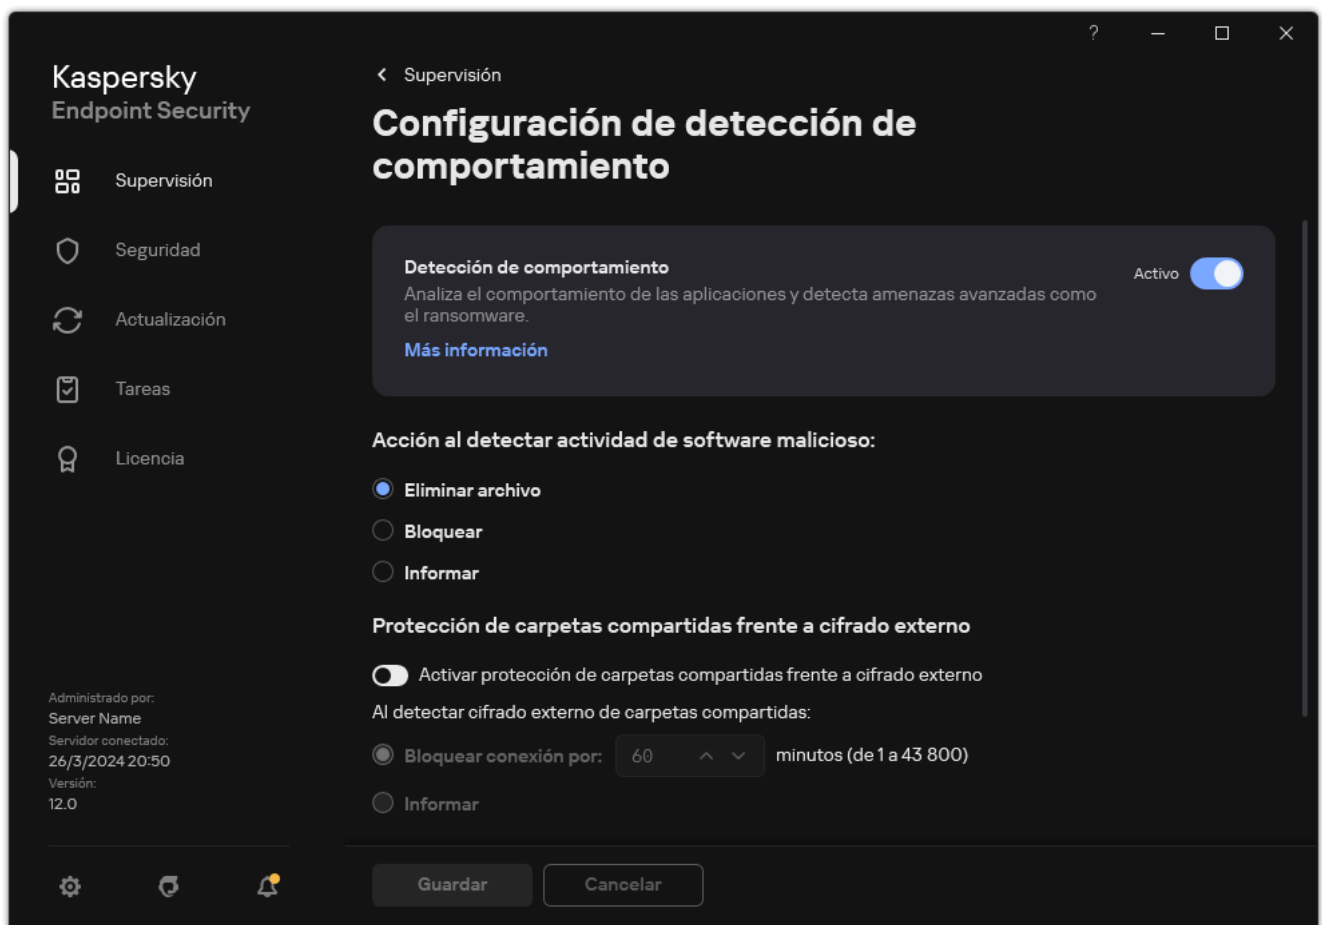 ?
Kaspersky
Endpoint Security
Supervisión
Seguridad
Actualización
Tareas
Licencia
Administrado por:
Server Name
Servidor conectado:
26/3/2024 20:50
Versión:
12.0
Supervisión
Configuración de detección de
comportamiento
Detección de comportamiento
Activo
Analiza el comportamiento de las aplicaciones y detecta amenazas avanzadas como
el ransomware.
Más información
Acción al detectar actividad de software malicioso:
Eliminar archivo
Bloquear
Informar
Protección de carpetas compartidas frente a cifrado externo
Activar protección de carpetas compartidas frente a cifrado externo
Al detectar cifrado externo de carpetas compartidas:
Bloquear conexión por: 60 minutos (de 1 a 43 800)
Informar
Guardar
Cancelar